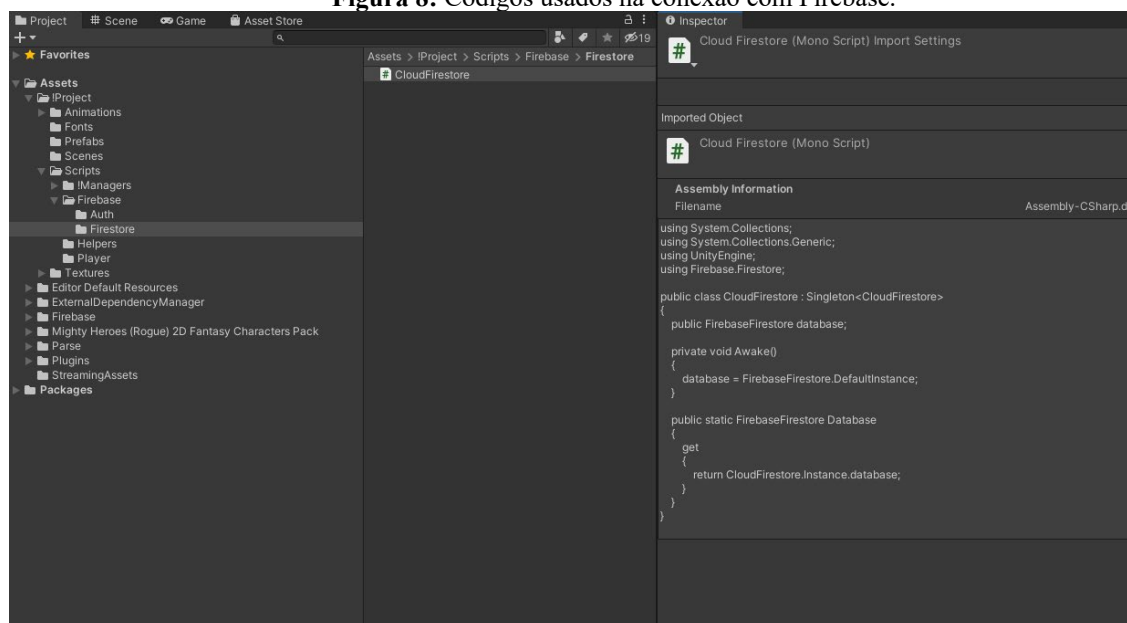 Figura 8: Códigos usados na conexão com Firebase.
Project Scene Game Asset Store
19
Favorites
Assets
!Project
Animations
Fonts
Prefabs
Scenes
Scripts
!Managers
Firebase
Auth
Firestore
Helpers
Player
Textures
Editor Default Resources
ExternalDependencyManager
Firebase
Mighty Heroes (Rogue) 2D Fantasy Characters Pack
Parse
Plugins
StreamingAssets
Packages
Assets > !Project > Scripts > Firebase > Firestore
CloudFirestore
Inspector
Cloud Firestore (Mono Script) Import Settings
Imported Object
Cloud Firestore (Mono Script)
Assembly Information
Filename Assembly-CSharp.d
using System.Collections;
using System.Collections.Generic;
using UnityEngine;
using Firebase.Firestore;
public class CloudFirestore : Singleton<CloudFirestore>
{
public FirebaseFirestore database;
private void Awake()
{
database = FirebaseFirestore.DefaultInstance;
}
public static FirebaseFirestore Database
{
get
{
return CloudFirestore.Instance.database;
}
}
}